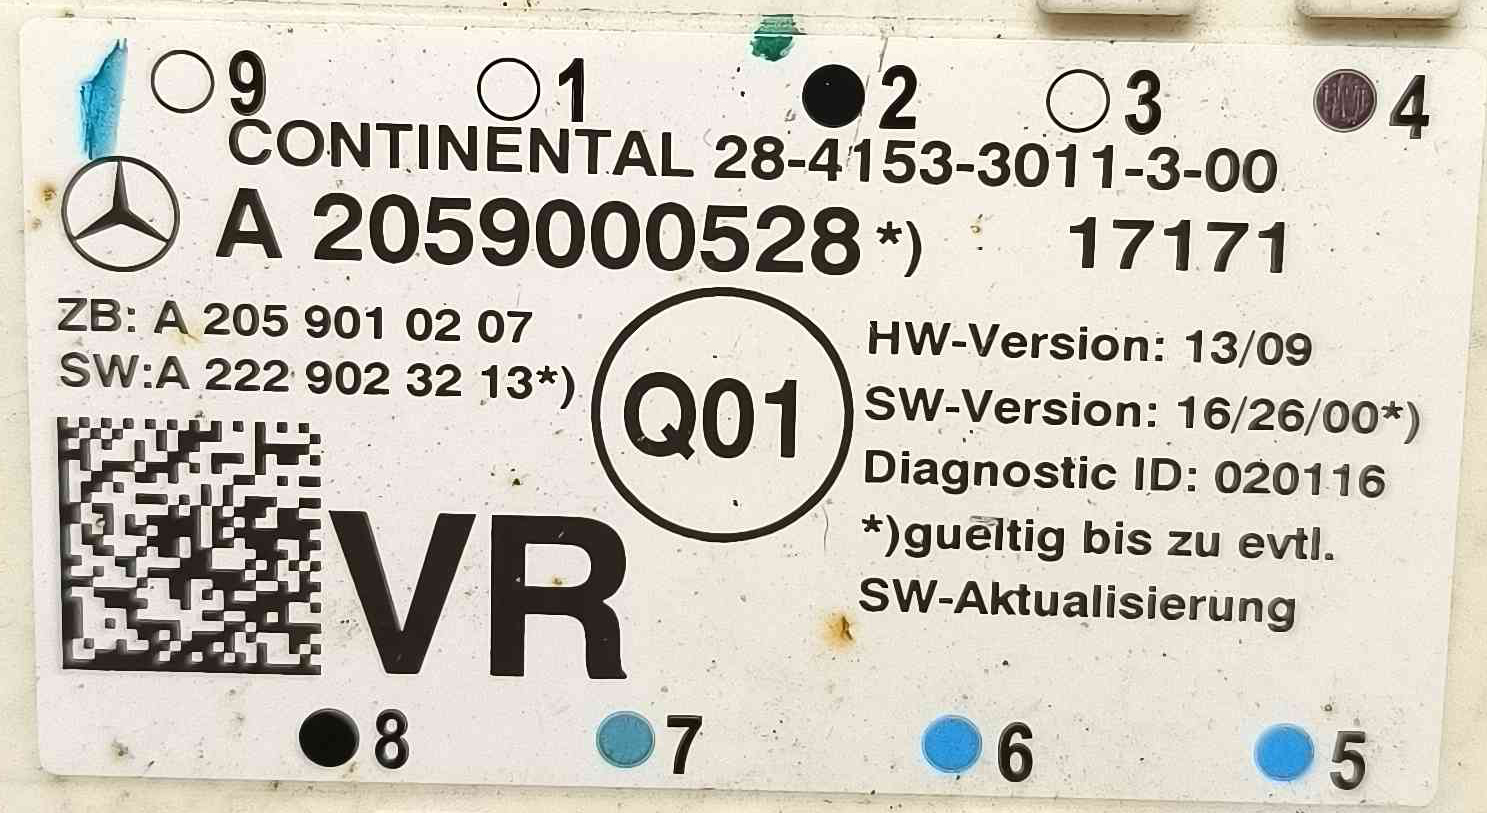 9 1 2 3 4
CONTINENTAL 28-4153-3011-3-00
A 2059000528*) 17171
ZB: A 205 901 02 07
SW:A 222 902 32 13*)
Q01
HW-Version: 13/09
SW-Version: 16/26/00*)
Diagnostic ID: 020116
*)gueltig bis zu evtl.
SW-Aktualisierung
VR
8 7 6 5